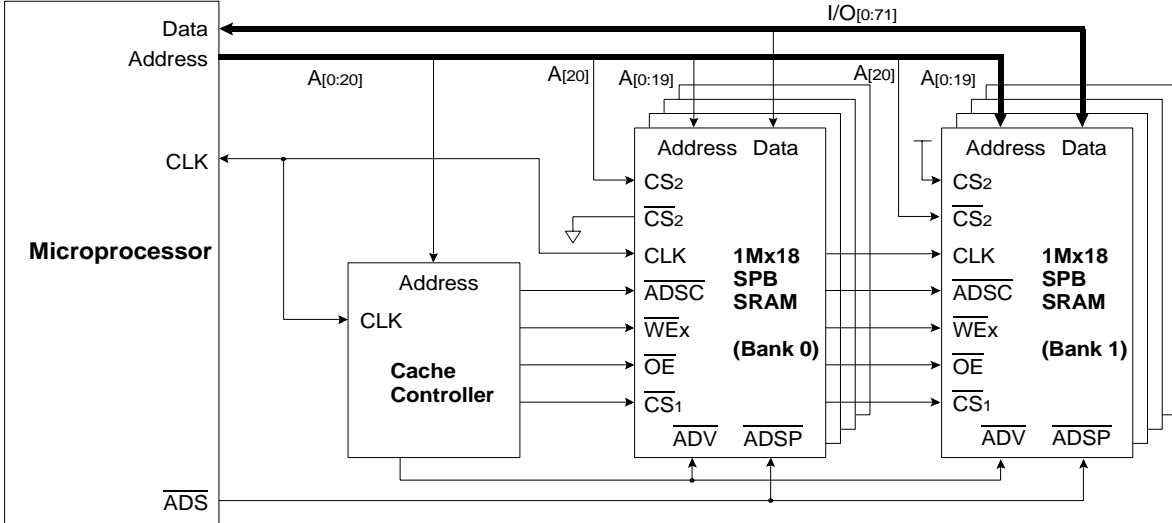 I/O[0:71]
Data
Address
A[0:20]
A[20]
A[0:19]
A[20]
A[0:19]
CLK
Microprocessor
ADS
Address
CLK
Cache
Controller
Address Data
CS2
CS2
CLK
ADSC
WEx
OE
CS1
ADV ADSP
1Mx18
SPB
SRAM
(Bank 0)
Address Data
CS2
CS2
CLK
ADSC
WEx
OE
CS1
ADV ADSP
1Mx18
SPB
SRAM
(Bank 1)